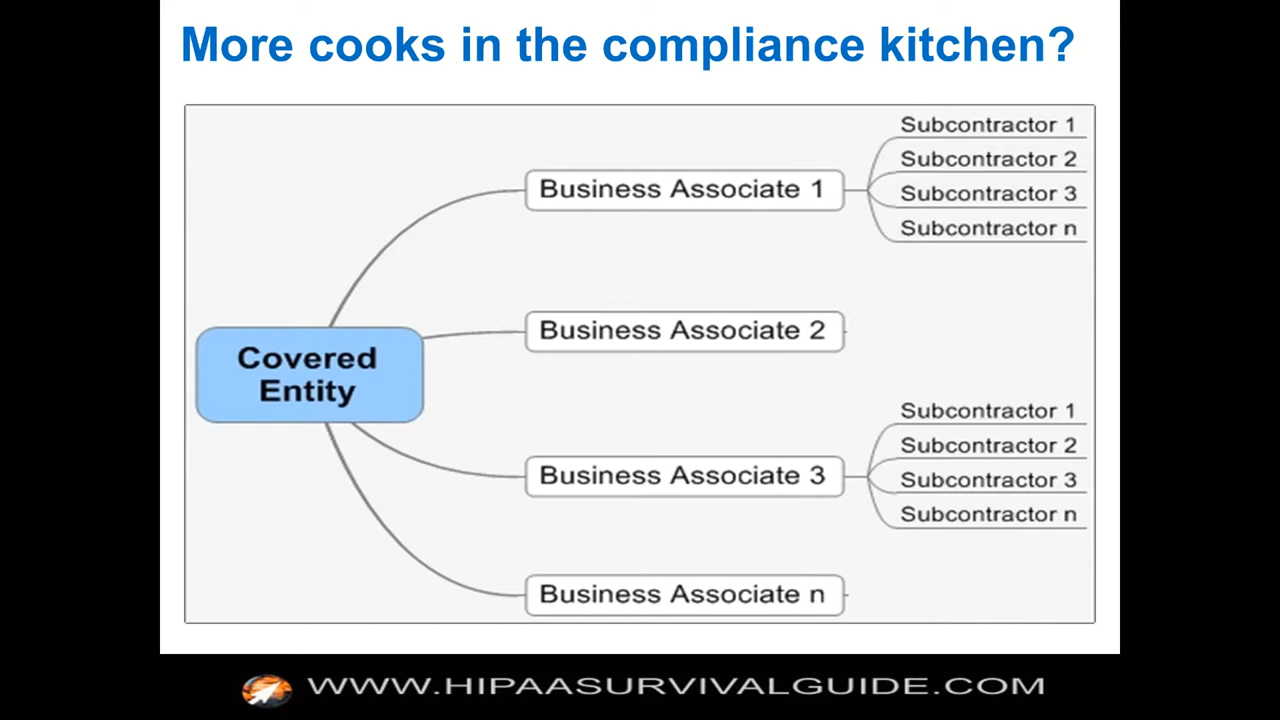 More cooks in the compliance kitchen?
Covered
Entity
Business Associate 1
Subcontractor 1
Subcontractor 2
Subcontractor 3
Subcontractor n
Business Associate 2
Business Associate 3
Subcontractor 1
Subcontractor 2
Subcontractor 3
Subcontractor n
Business Associate n
WWW.HIPAASURVIVALGUIDE.COM